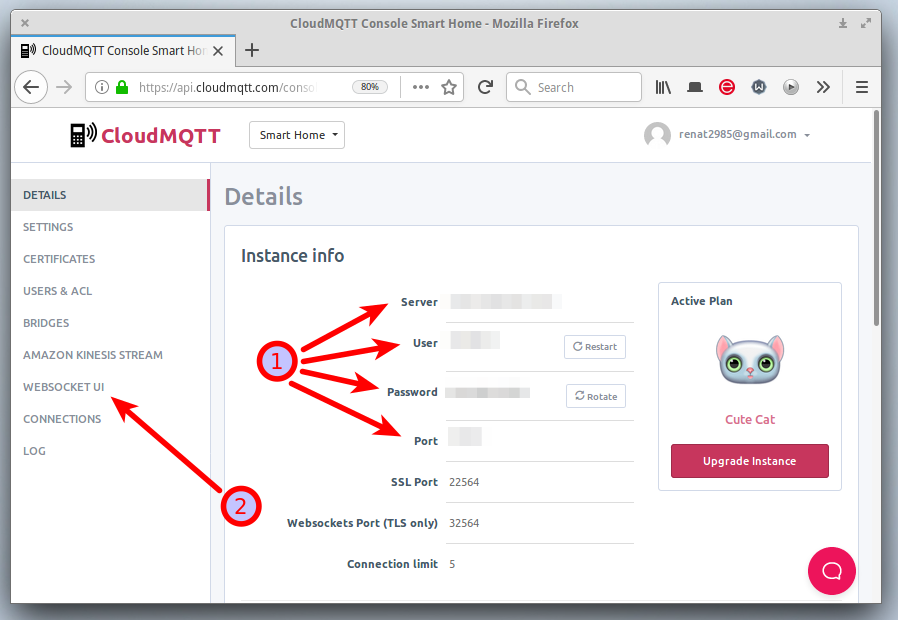 CloudMQTT Console Smart Home - Mozilla Firefox
CloudMQTT Console Smart Hor
https://api.cloudmqtt.com/conso
80%
Search
CloudMQTT
Smart Home
renat2985@gmail.com
DETAILS
SETTINGS
CERTIFICATES
USERS & ACL
BRIDGES
AMAZON KINESIS STREAM
WEBSOCKET UI
CONNECTIONS
LOG
Details
Instance info
Server
User
Restart
Password
Rotate
Port
SSL Port 22564
Websockets Port (TLS only) 32564
Connection limit 5
Active Plan
Cute Cat
Upgrade Instance
1
2